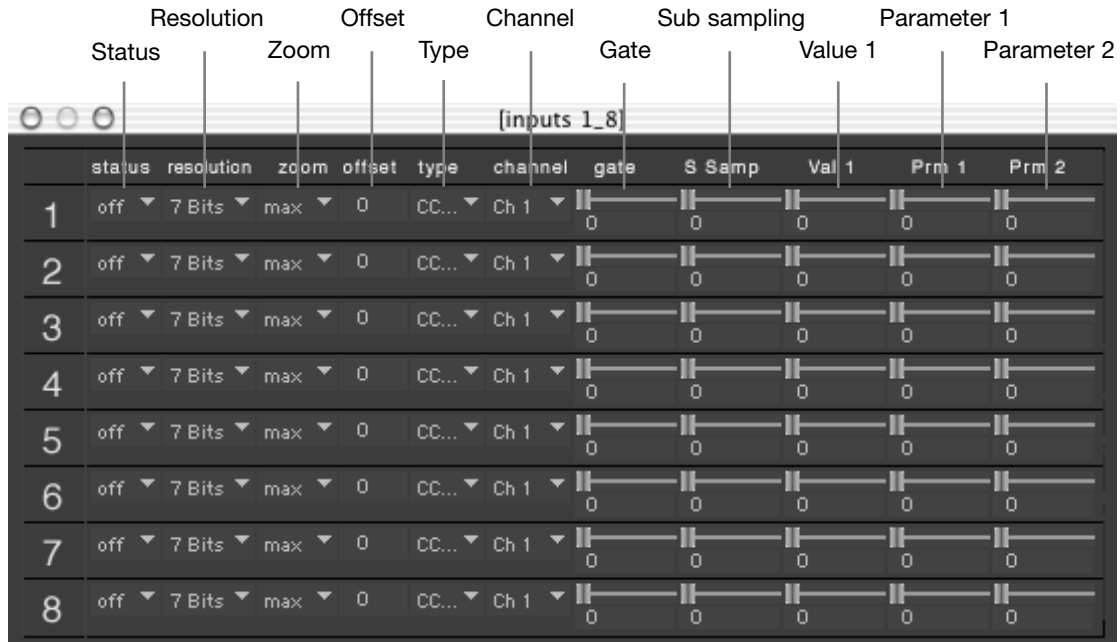 Resolution Offset Channel Sub sampling Parameter 1
Status Zoom Type Gate Value 1 Parameter 2
[inputs 1_8]
status resolution zoom offset type channel gate S Samp Val 1 Prm 1 Prm 2
1 off 7 Bits max 0 CC... Ch 1 0 0 0 0 0
2 off 7 Bits max 0 CC... Ch 1 0 0 0 0 0
3 off 7 Bits max 0 CC... Ch 1 0 0 0 0 0
4 off 7 Bits max 0 CC... Ch 1 0 0 0 0 0
5 off 7 Bits max 0 CC... Ch 1 0 0 0 0 0
6 off 7 Bits max 0 CC... Ch 1 0 0 0 0 0
7 off 7 Bits max 0 CC... Ch 1 0 0 0 0 0
8 off 7 Bits max 0 CC... Ch 1 0 0 0 0 0